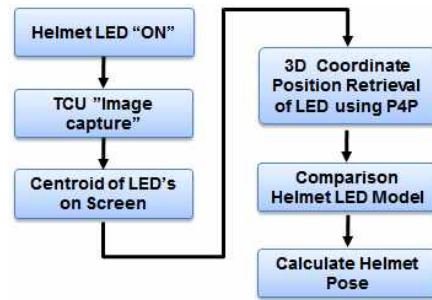 Helmet LED “ON”
TCU ”Image
capture”
Centroid of LED’s
on Screen
3D Coordinate
Position Retrieval
of LED using P4P
Comparison
Helmet LED Model
Calculate Helmet
Pose